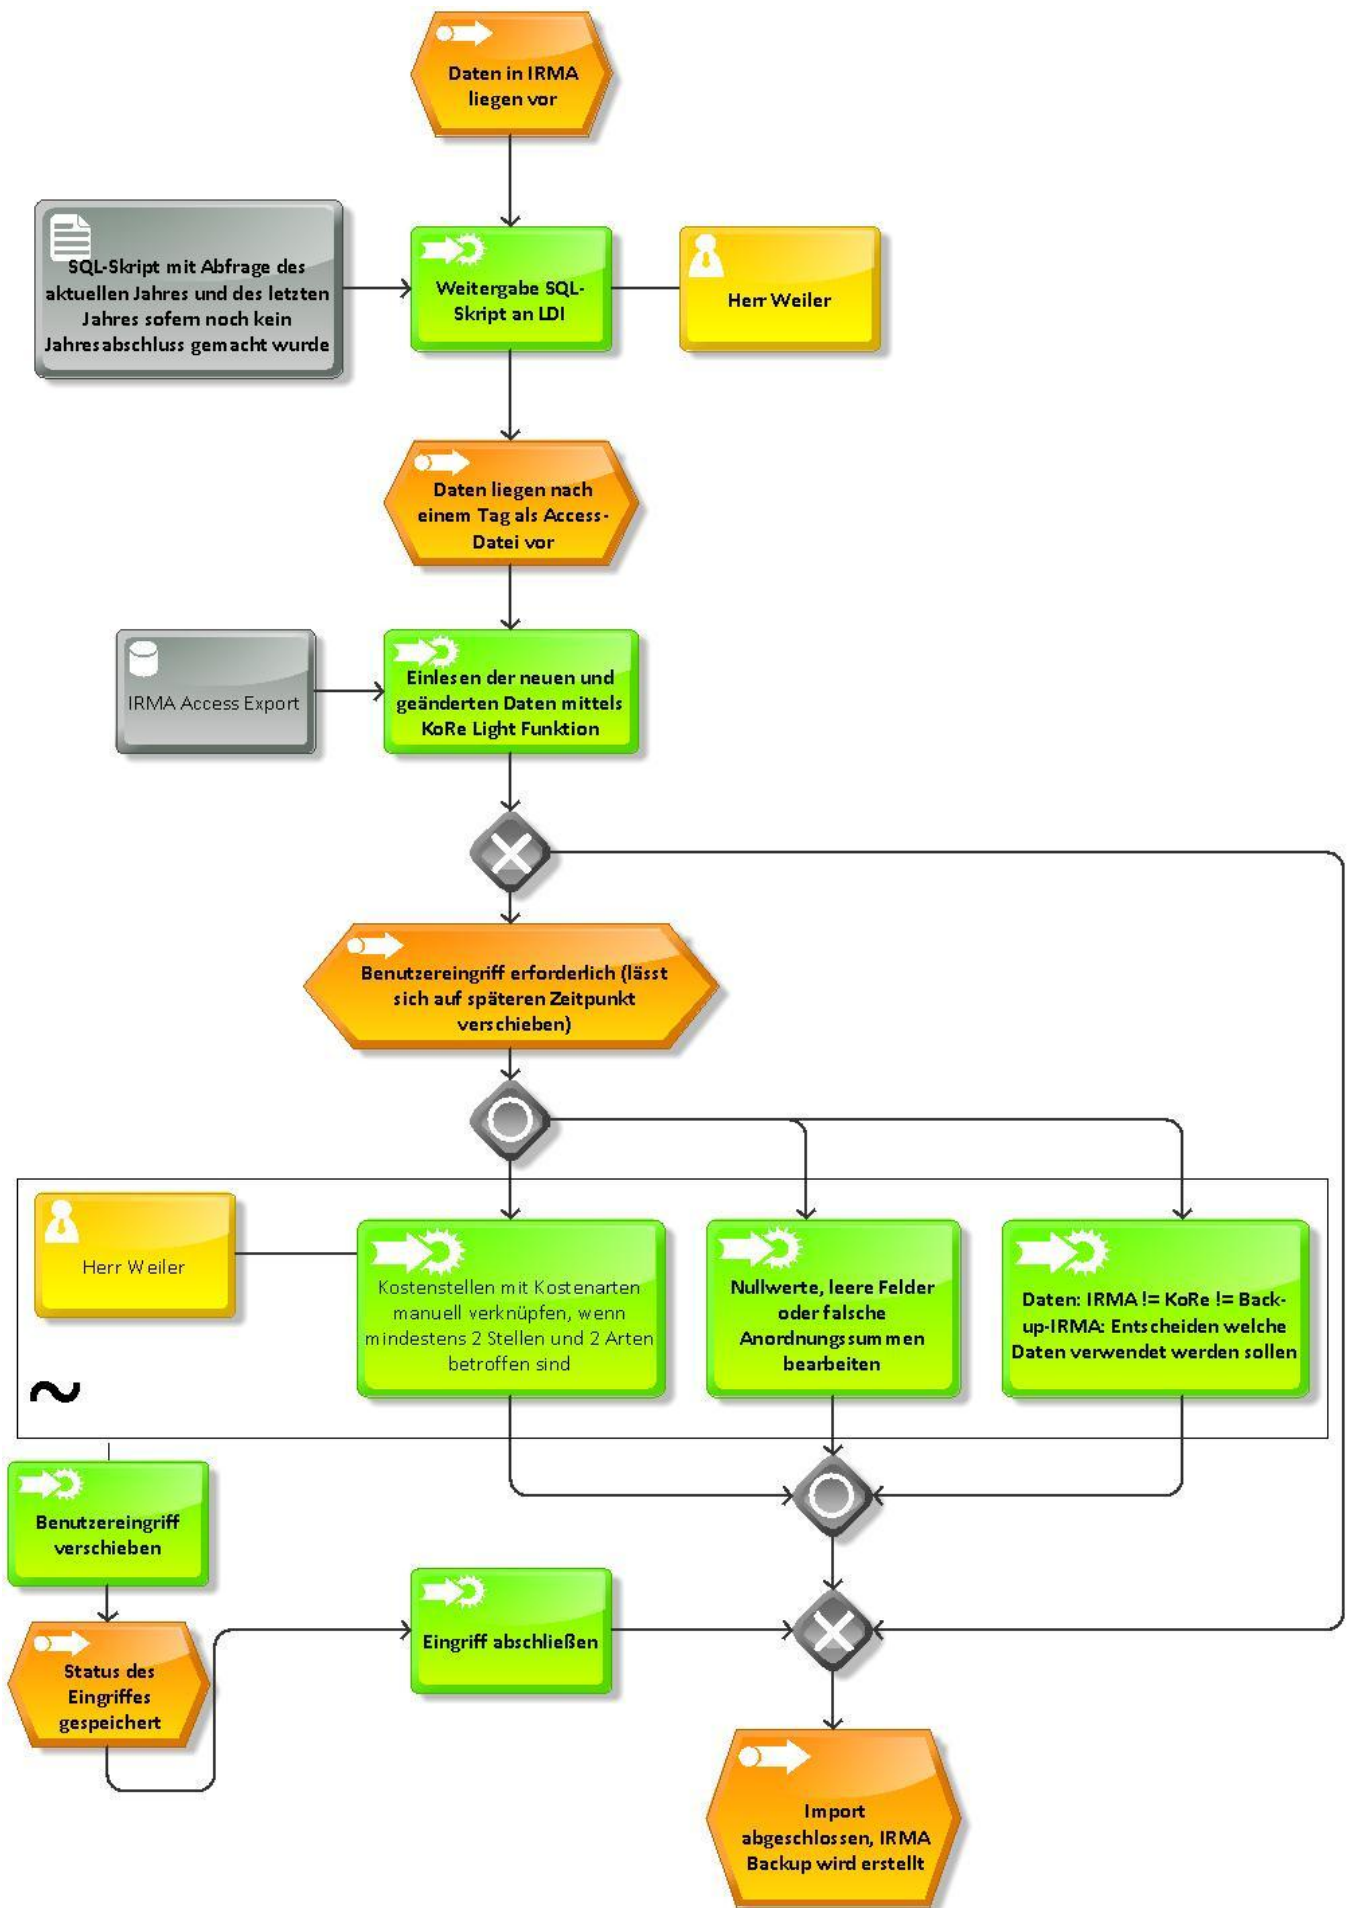 Daten in IRMA
liegen vor
SQL-Skript mit Abfrage des
aktuellen Jahres und des letzten
Jahres sofern noch kein
Jahresabschluss gemacht wurde
Weitergabe SQL-
Skript an LDI
Herr Weiler
Daten liegen nach
einem Tag als Access-
Datei vor
IRMA Access Export
Einlesen der neuen und
geänderten Daten mittels
KoRe Light Funktion
Benutzereingriff erforderlich (lässt
sich auf späteren Zeitpunkt
verschieben)
Herr Weiler
Kostenstellen mit Kostenarten
manuell verknüpfen, wenn
mindestens 2 Stellen und 2 Arten
betroffen sind
Nullwerte, leere Felder
oder falsche
Anordnungssummen
bearbeiten
Daten: IRMA != KoRe != Back-
up-IRMA: Entscheiden welche
Daten verwendet werden sollen
~
Benutzereingriff
verschieben
Status des
Eingriffes
gespeichert
Eingriff abschließen
Import
abgeschlossen, IRMA
Backup wird erstellt